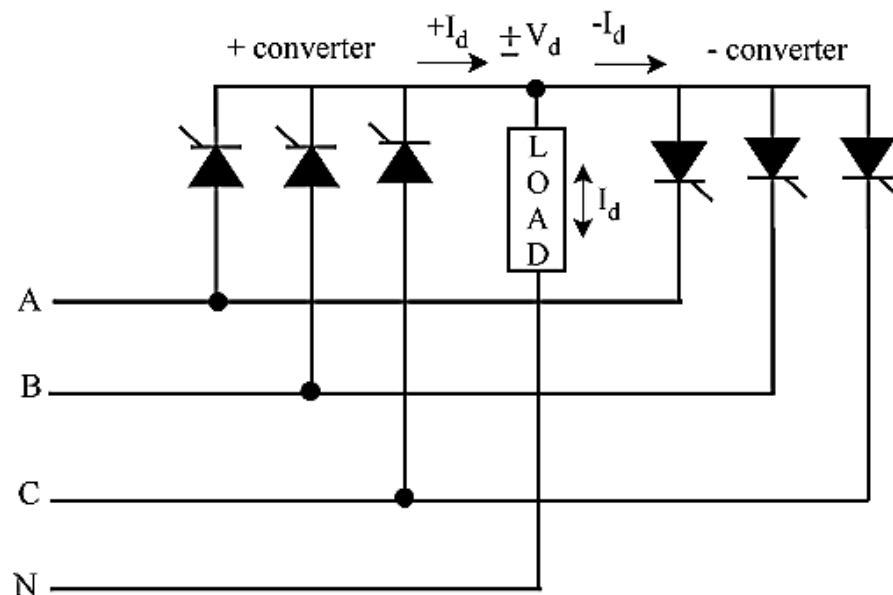 + converter
+I_d
±V_d
-I_d
- converter
L
O
A
D
I_d
A
B
C
N